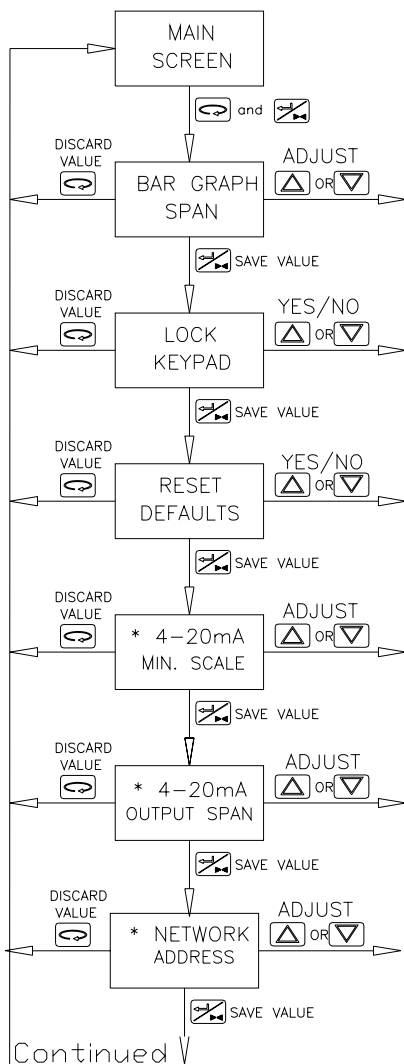 MAIN
SCREEN
and
DISCARD
VALUE
ADJUST
BAR GRAPH
SPAN
OR
SAVE VALUE
DISCARD
VALUE
YES/NO
LOCK
KEYPAD
OR
SAVE VALUE
DISCARD
VALUE
YES/NO
RESET
DEFAULTS
OR
SAVE VALUE
DISCARD
VALUE
ADJUST
* 4-20mA
MIN. SCALE
OR
SAVE VALUE
DISCARD
VALUE
ADJUST
* 4-20mA
OUTPUT SPAN
OR
SAVE VALUE
DISCARD
VALUE
ADJUST
* NETWORK
ADDRESS
OR
SAVE VALUE
Continued